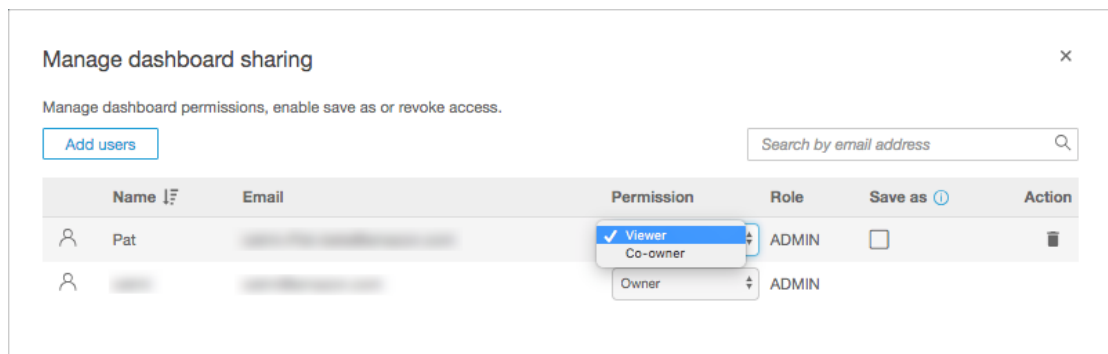 Manage dashboard sharing
Manage dashboard permissions, enable save as or revoke access.
Add users
Search by email address
Name Email Permission Role Save as Action
Pat Viewer ADMIN
Co-owner
Owner ADMIN